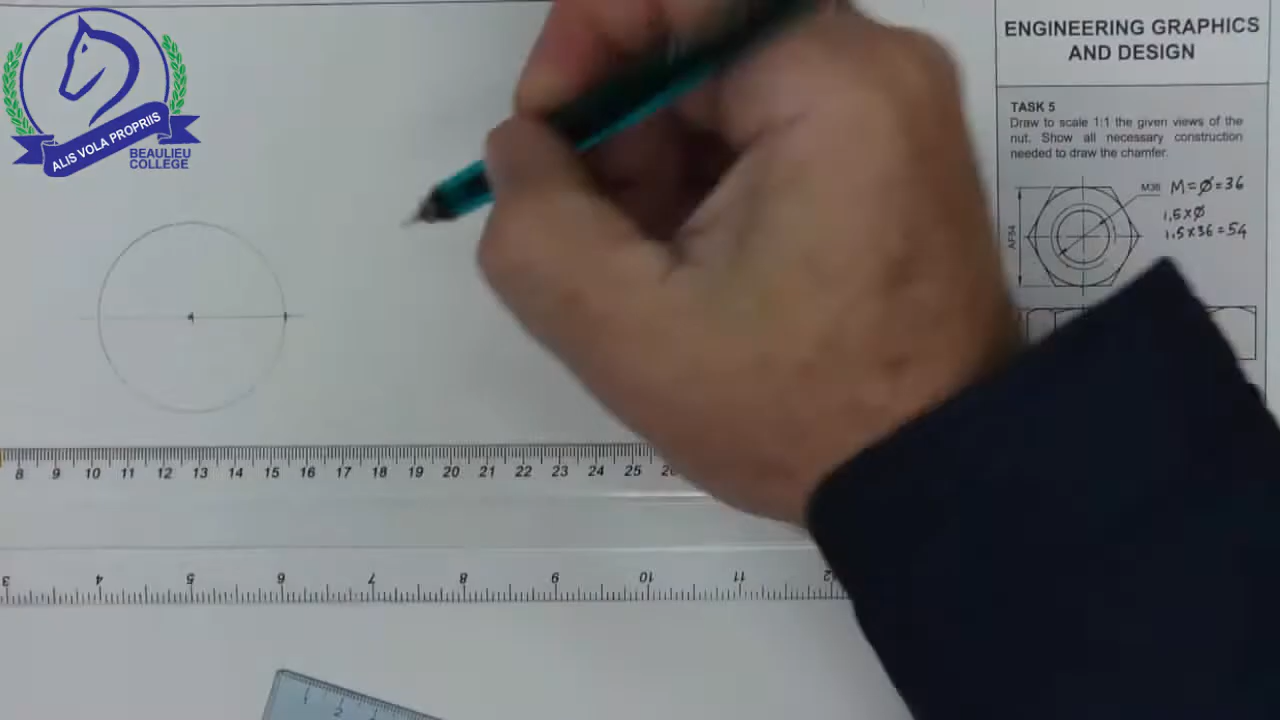 ALIS VOLA PROPRIIS
BEAULIEU
COLLEGE
ENGINEERING GRAPHICS
AND DESIGN
TASK 5
Draw to scale 1:1 the given views of the
nut. Show all necessary construction
needed to draw the chamfer.
M36 M=Ø=36
1,5×Ø
1.5×36=54
AF54
8 9 10 11 12 13 14 15 16 17 18 19 20 21 22 23 24 25
3 4 5 6 7 8 9 10 11 12
1 2